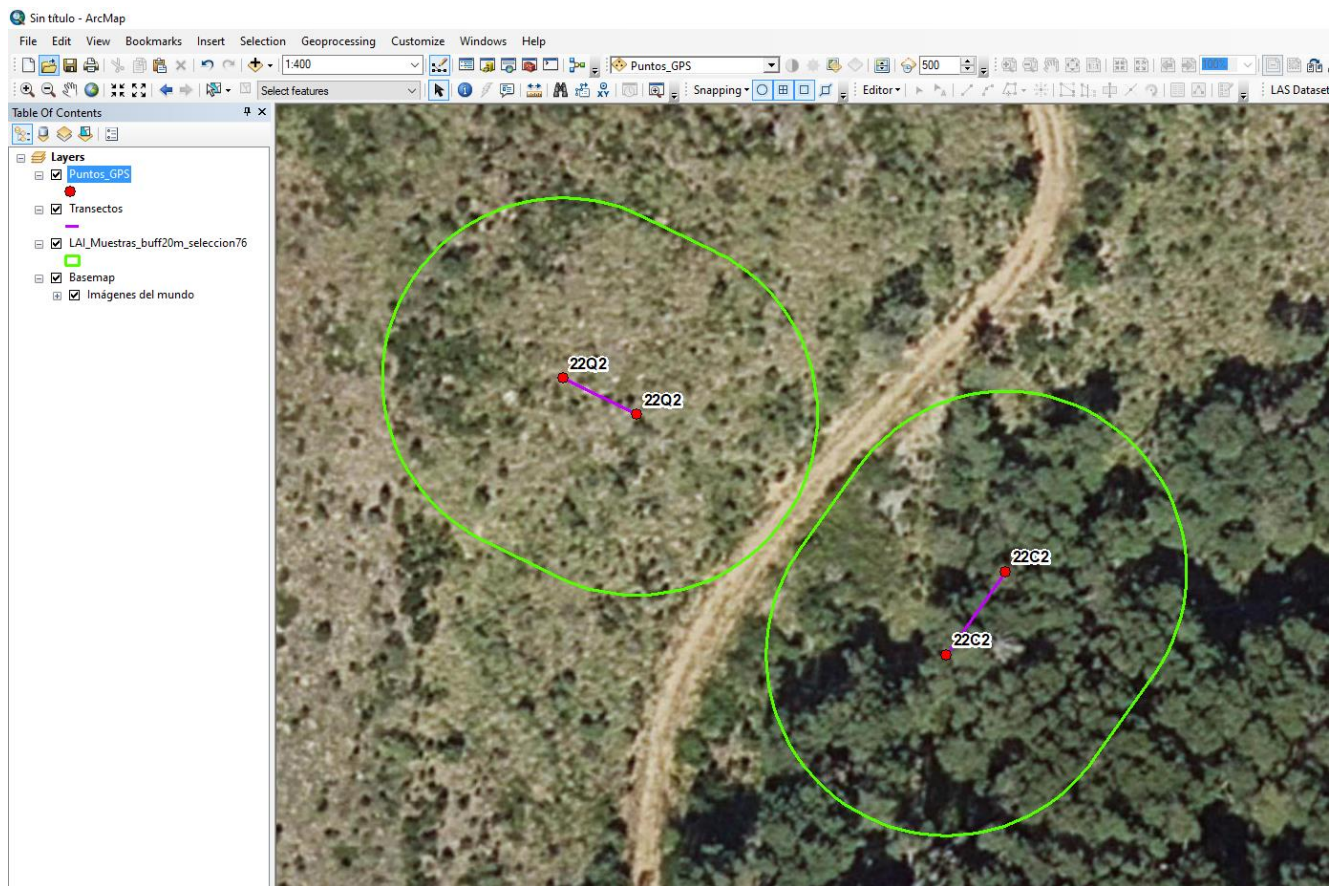 Sin título - ArcMap
File Edit View Bookmarks Insert Selection Geoprocessing Customize Windows Help
1:400 Puntos_GPS 500 100%
Select features Snapping Editor LAS Dataset
Table Of Contents
Layers
Puntos_GPS
Transectos
LAI_Muestras_buff20m_seleccion76
Basemap
Imágenes del mundo
22Q2
22Q2
22C2
22C2